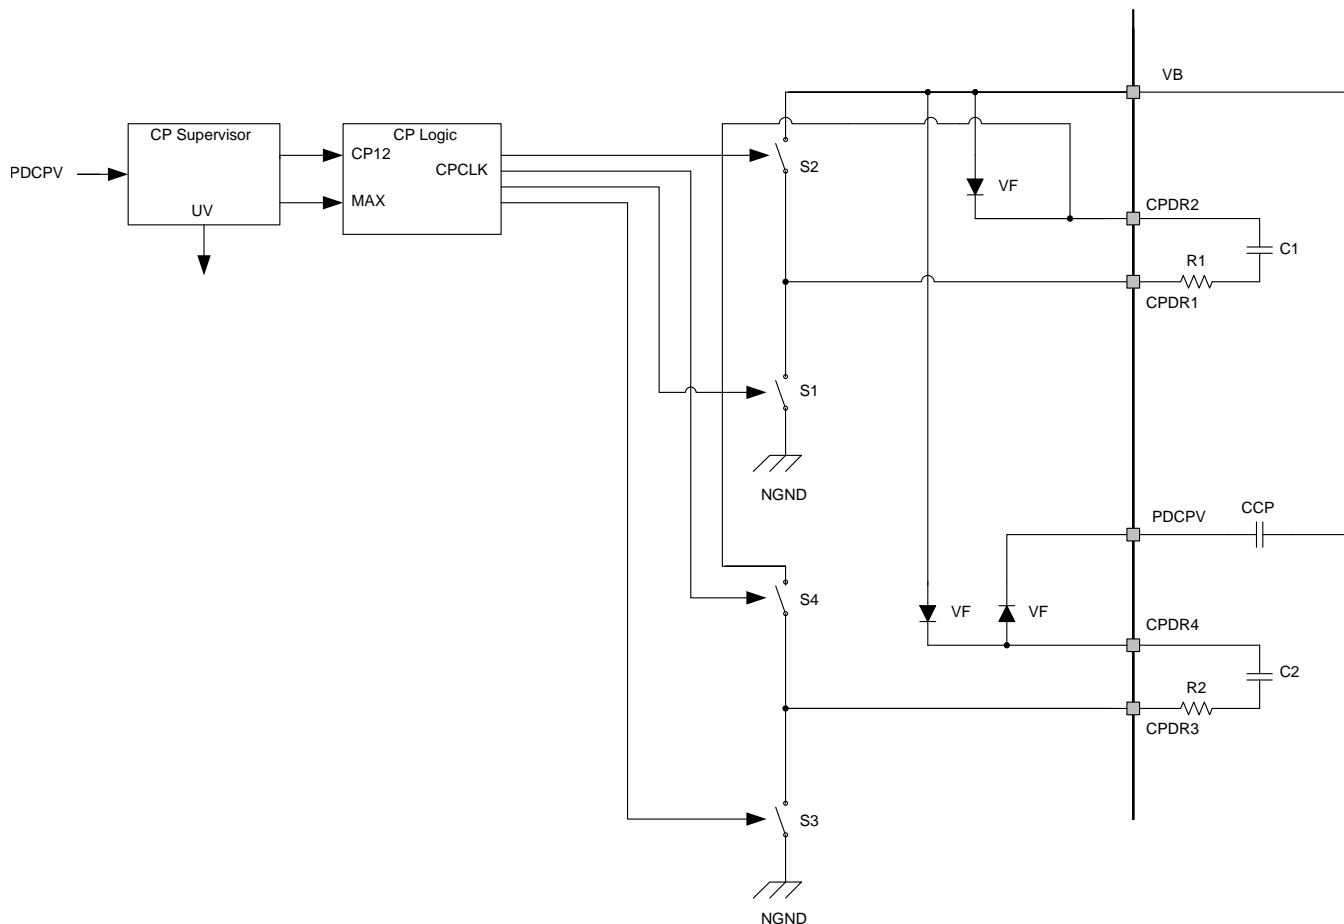 VB
CP Supervisor
CP Logic
CP12
S2
PDCPV
CPCLK
VF
MAX
CPDR2
UV
C1
R1
CPDR1
S1
NGND
CCP
PDCPV
S4
VF
VF
CPDR4
C2
R2
CPDR3
S3
NGND